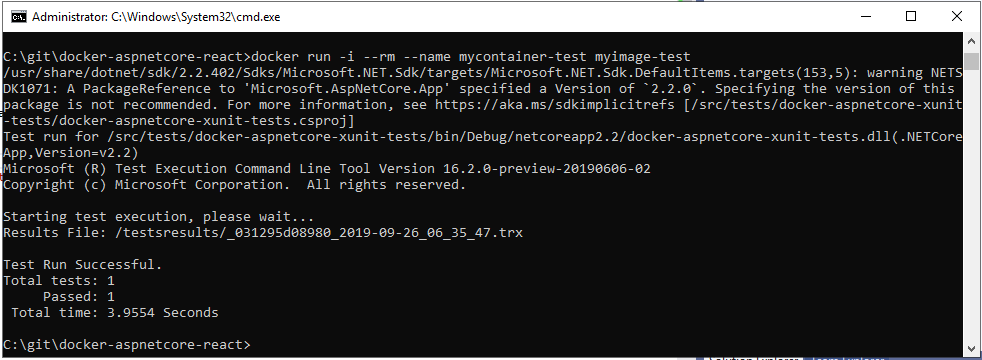 Administrator: C:\Windows\System32\cmd.exe
C:\git\docker-aspnetcore-react>docker run -i --rm --name mycontainer-test myimage-test
/usr/share/dotnet/sdk/2.2.402/Sdks/Microsoft.NET.Sdk/targets/Microsoft.NET.Sdk.DefaultItems.targets(153,5): warning NETS
DK1071: A PackageReference to 'Microsoft.AspNetCore.App' specified a Version of `2.2.0`. Specifying the version of this
package is not recommended. For more information, see https://aka.ms/sdkimplicitrefs [/src/tests/docker-aspnetcore-xunit
-tests/docker-aspnetcore-xunit-tests.csproj]
Test run for /src/tests/docker-aspnetcore-xunit-tests/bin/Debug/netcoreapp2.2/docker-aspnetcore-xunit-tests.dll(.NETCore
App,Version=v2.2)
Microsoft (R) Test Execution Command Line Tool Version 16.2.0-preview-20190606-02
Copyright (c) Microsoft Corporation.  All rights reserved.
Starting test execution, please wait...
Results File: /testsresults/_031295d08980_2019-09-26_06_35_47.trx
Test Run Successful.
Total tests: 1
     Passed: 1
 Total time: 3.9554 Seconds
C:\git\docker-aspnetcore-react>